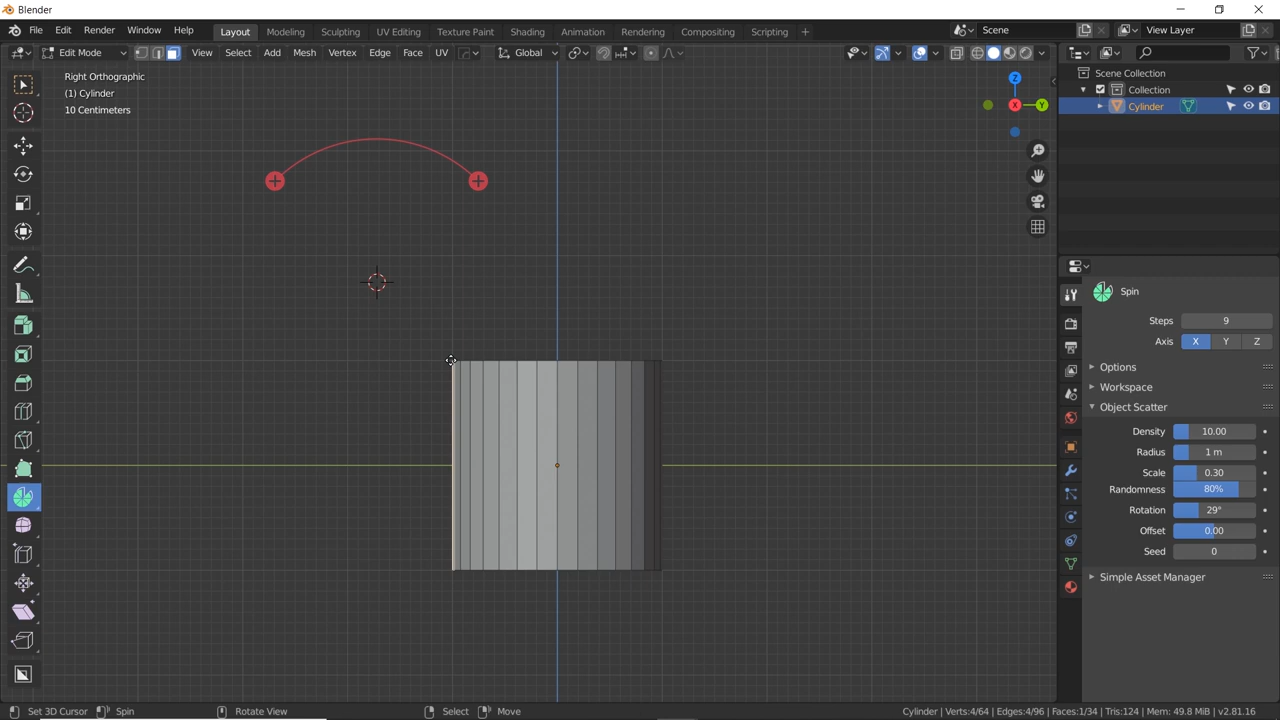 Blender
File Edit Render Window Help Layout Modeling Sculpting UV Editing Texture Paint Shading Animation Rendering Compositing Scripting + Scene View Layer
Edit Mode View Select Add Mesh Vertex Edge Face UV Global
Right Orthographic
(1) Cylinder
10 Centimeters
Z
X
Y
Scene Collection
Collection
Cylinder
Spin
Steps 9
Axis X Y Z
Options
Workspace
Object Scatter
Density 10.00
Radius 1 m
Scale 0.30
Randomness 80%
Rotation 29°
Offset 0.00
Seed 0
Simple Asset Manager
Set 3D Cursor Spin Rotate View Select Move Cylinder | Verts:4/64 | Edges:4/96 | Faces:1/34 | Tris:124 | Mem: 49.8 MiB | v2.81.16